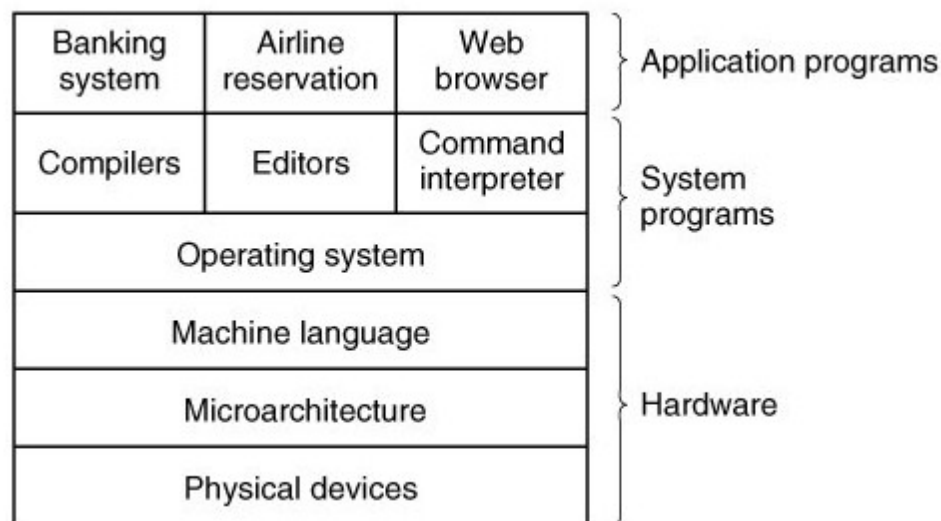 Banking
system
Airline
reservation
Web
browser
Application programs
Compilers
Editors
Command
interpreter
System
programs
Operating system
Machine language
Microarchitecture
Hardware
Physical devices